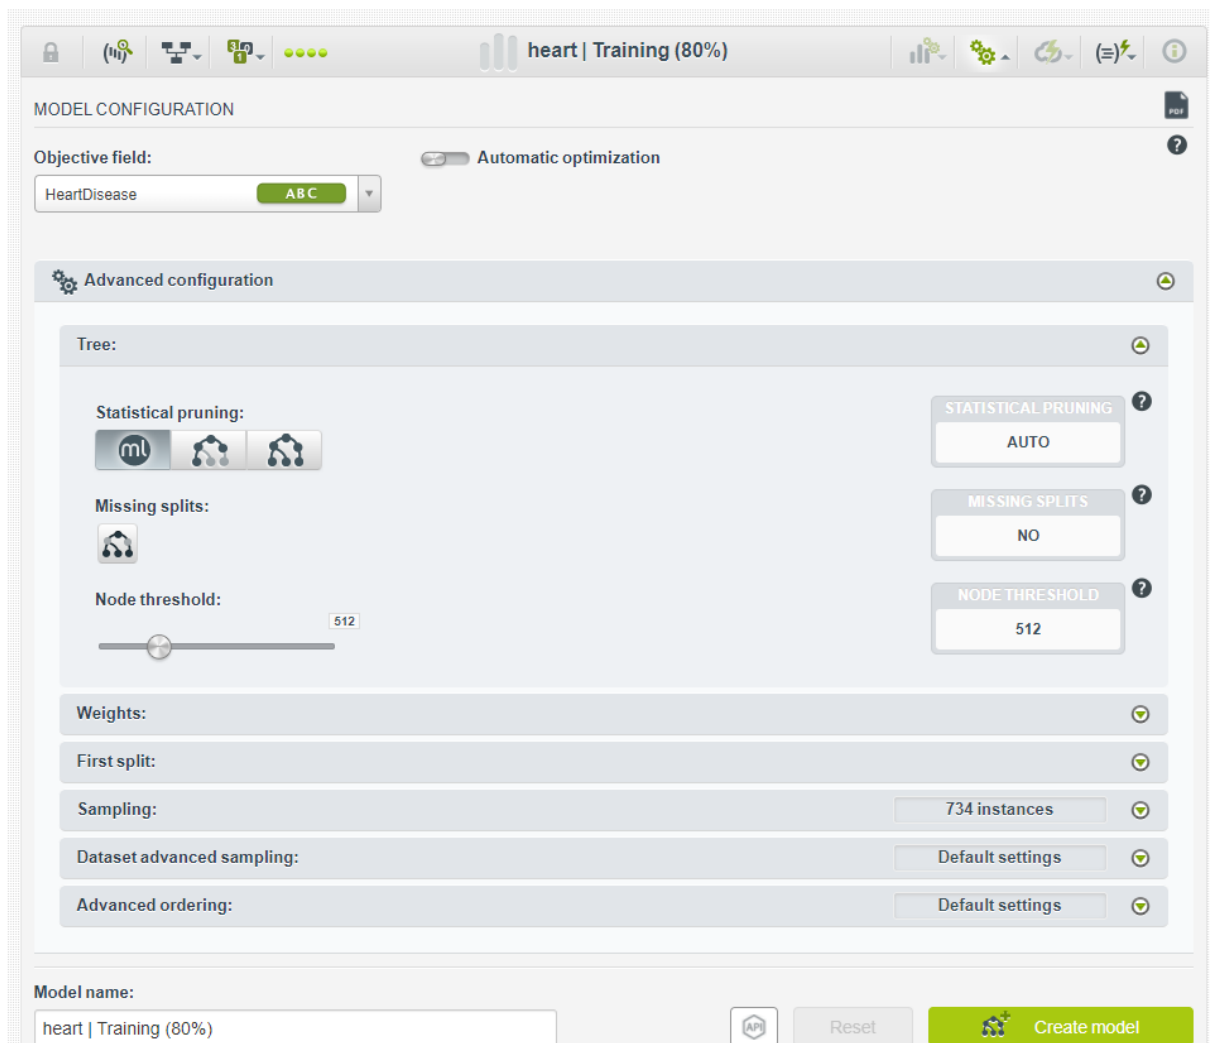 heart | Training (80%)
MODEL CONFIGURATION
PDF
Objective field:
Automatic optimization
?
HeartDisease
ABC
Advanced configuration
Tree:
Statistical pruning:
STATISTICAL PRUNING
?
ml
AUTO
Missing splits:
MISSING SPLITS
?
NO
Node threshold:
NODE THRESHOLD
?
512
512
Weights:
First split:
Sampling:
734 instances
Dataset advanced sampling:
Default settings
Advanced ordering:
Default settings
Model name:
heart | Training (80%)
API
Reset
Create model